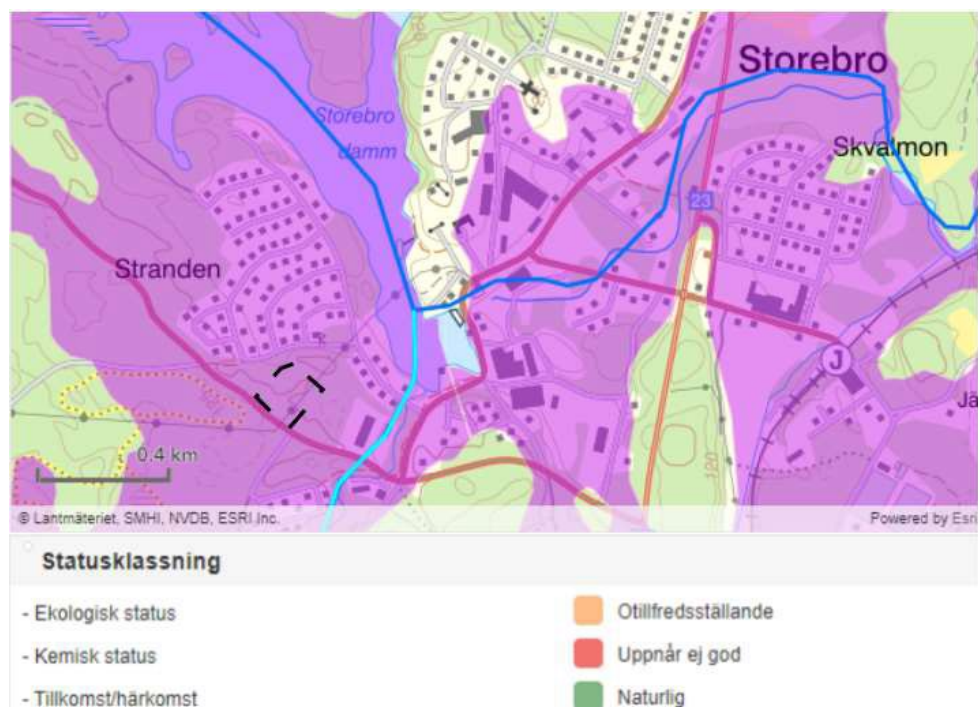 Storebro
Storebro
damm
Skvalmon
23
Stranden
J
Jä
0.4 km
120
© Lantmäteriet, SMHI, NVDB, ESRI Inc.
Powered by Esri
Statusklassning
- Ekologisk status
Otillfredsställande
- Kemisk status
Uppnår ej god
- Tillkomst/härkomst
Naturlig